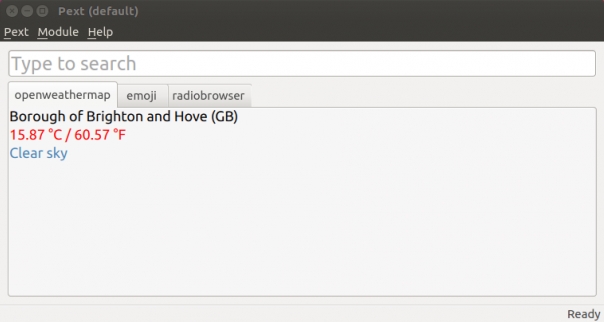 Pext (default)
Pext Module Help
Type to search
openweathermap emoji radiobrowser
Borough of Brighton and Hove (GB)
15.87 °C / 60.57 °F
Clear sky
Ready